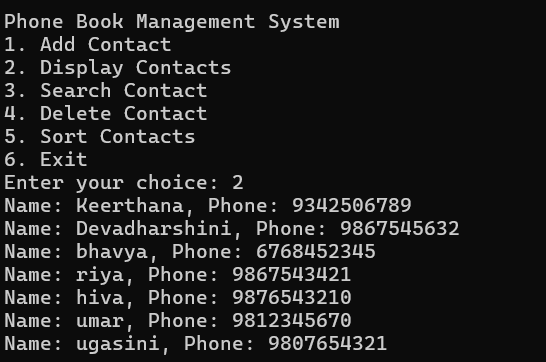 Phone Book Management System
1. Add Contact
2. Display Contacts
3. Search Contact
4. Delete Contact
5. Sort Contacts
6. Exit
Enter your choice: 2
Name: Keerthana, Phone: 9342506789
Name: Devadharshini, Phone: 9867545632
Name: bhavya, Phone: 6768452345
Name: riya, Phone: 9867543421
Name: hiva, Phone: 9876543210
Name: umar, Phone: 9812345670
Name: ugasini, Phone: 9807654321